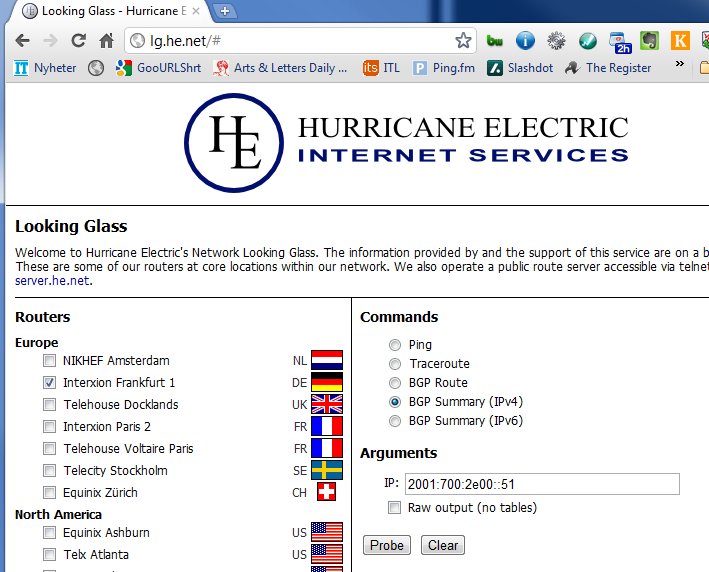 Looking Glass - Hurricane E
lg.he.net/#
bw
i
2h
K
IT Nyheter
GooURLShrt
Arts & Letters Daily ...
its ITL
P Ping.fm
Slashdot
The Register
»
HE
HURRICANE ELECTRIC
INTERNET SERVICES
Looking Glass
Welcome to Hurricane Electric's Network Looking Glass. The information provided by and the support of this service are on a b
These are some of our routers at core locations within our network. We also operate a public route server accessible via telnet
server.he.net.
Routers
Europe
NIKHEF Amsterdam NL
Interxion Frankfurt 1 DE
Telehouse Docklands UK
Interxion Paris 2 FR
Telehouse Voltaire Paris FR
Telecity Stockholm SE
Equinix Zürich CH
North America
Equinix Ashburn US
Telx Atlanta US
Commands
Ping
Traceroute
BGP Route
BGP Summary (IPv4)
BGP Summary (IPv6)
Arguments
IP: 2001:700:2e00::51
Raw output (no tables)
Probe Clear